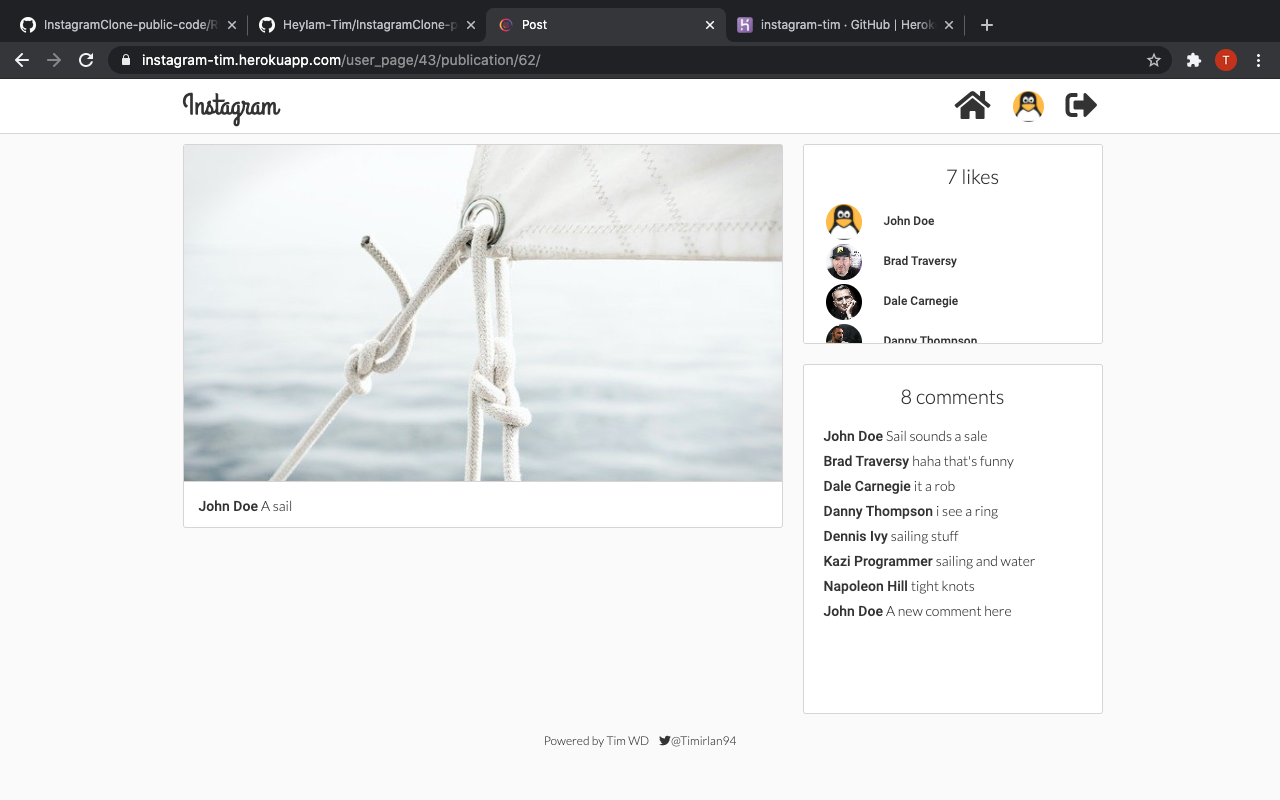 InstagramClone-public-code/R
Heylam-Tim/InstagramClone-p
Post
instagram-tim · GitHub | Herok
instagram-tim.herokuapp.com/user_page/43/publication/62/
T
Instagram
7 likes
John Doe
Brad Traversy
Dale Carnegie
Danny Thompson
John Doe A sail
8 comments
John Doe Sail sounds a sale
Brad Traversy haha that's funny
Dale Carnegie it a rob
Danny Thompson i see a ring
Dennis Ivy sailing stuff
Kazi Programmer sailing and water
Napoleon Hill tight knots
John Doe A new comment here
Powered by Tim WD @Timirlan94